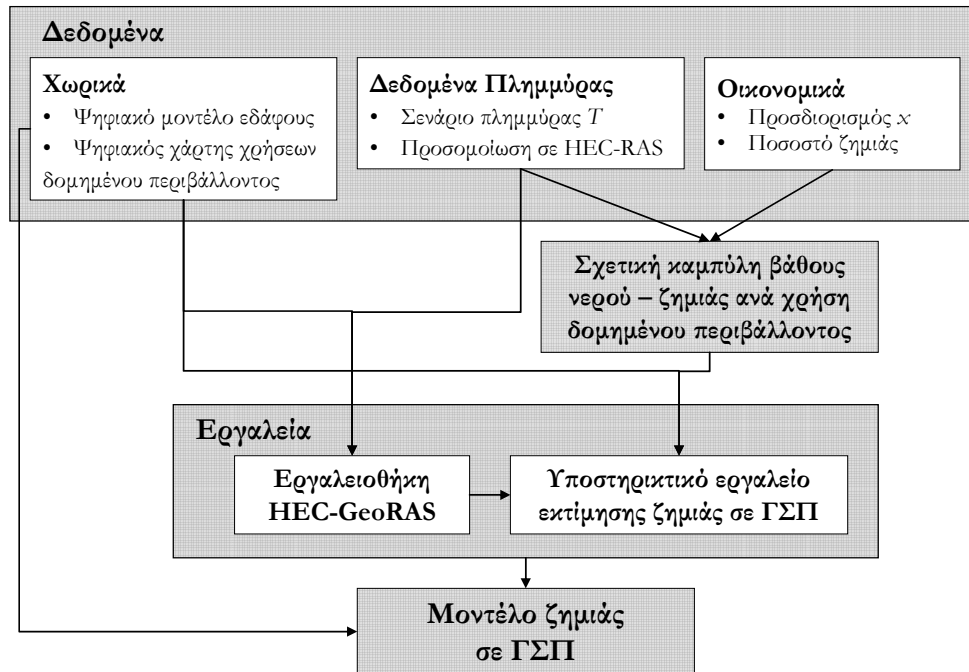 Δεδομένα
Χωρικά
• Ψηφιακό μοντέλο εδάφους
• Ψηφιακός χάρτης χρήσεων
δομημένου περιβάλλοντος
Δεδομένα Πλημμύρας
• Σενάριο πλημμύρας T
• Προσομοίωση σε HEC-RAS
Οικονομικά
• Προσδιορισμός x
• Ποσοστό ζημιάς
Σχετική καμπύλη βάθους
νερού – ζημιάς ανά χρήση
δομημένου περιβάλλοντος
Εργαλεία
Εργαλειοθήκη
HEC-GeoRAS
Υποστηρικτικό εργαλείο
εκτίμησης ζημιάς σε ΓΣΠ
Μοντέλο ζημιάς
σε ΓΣΠ